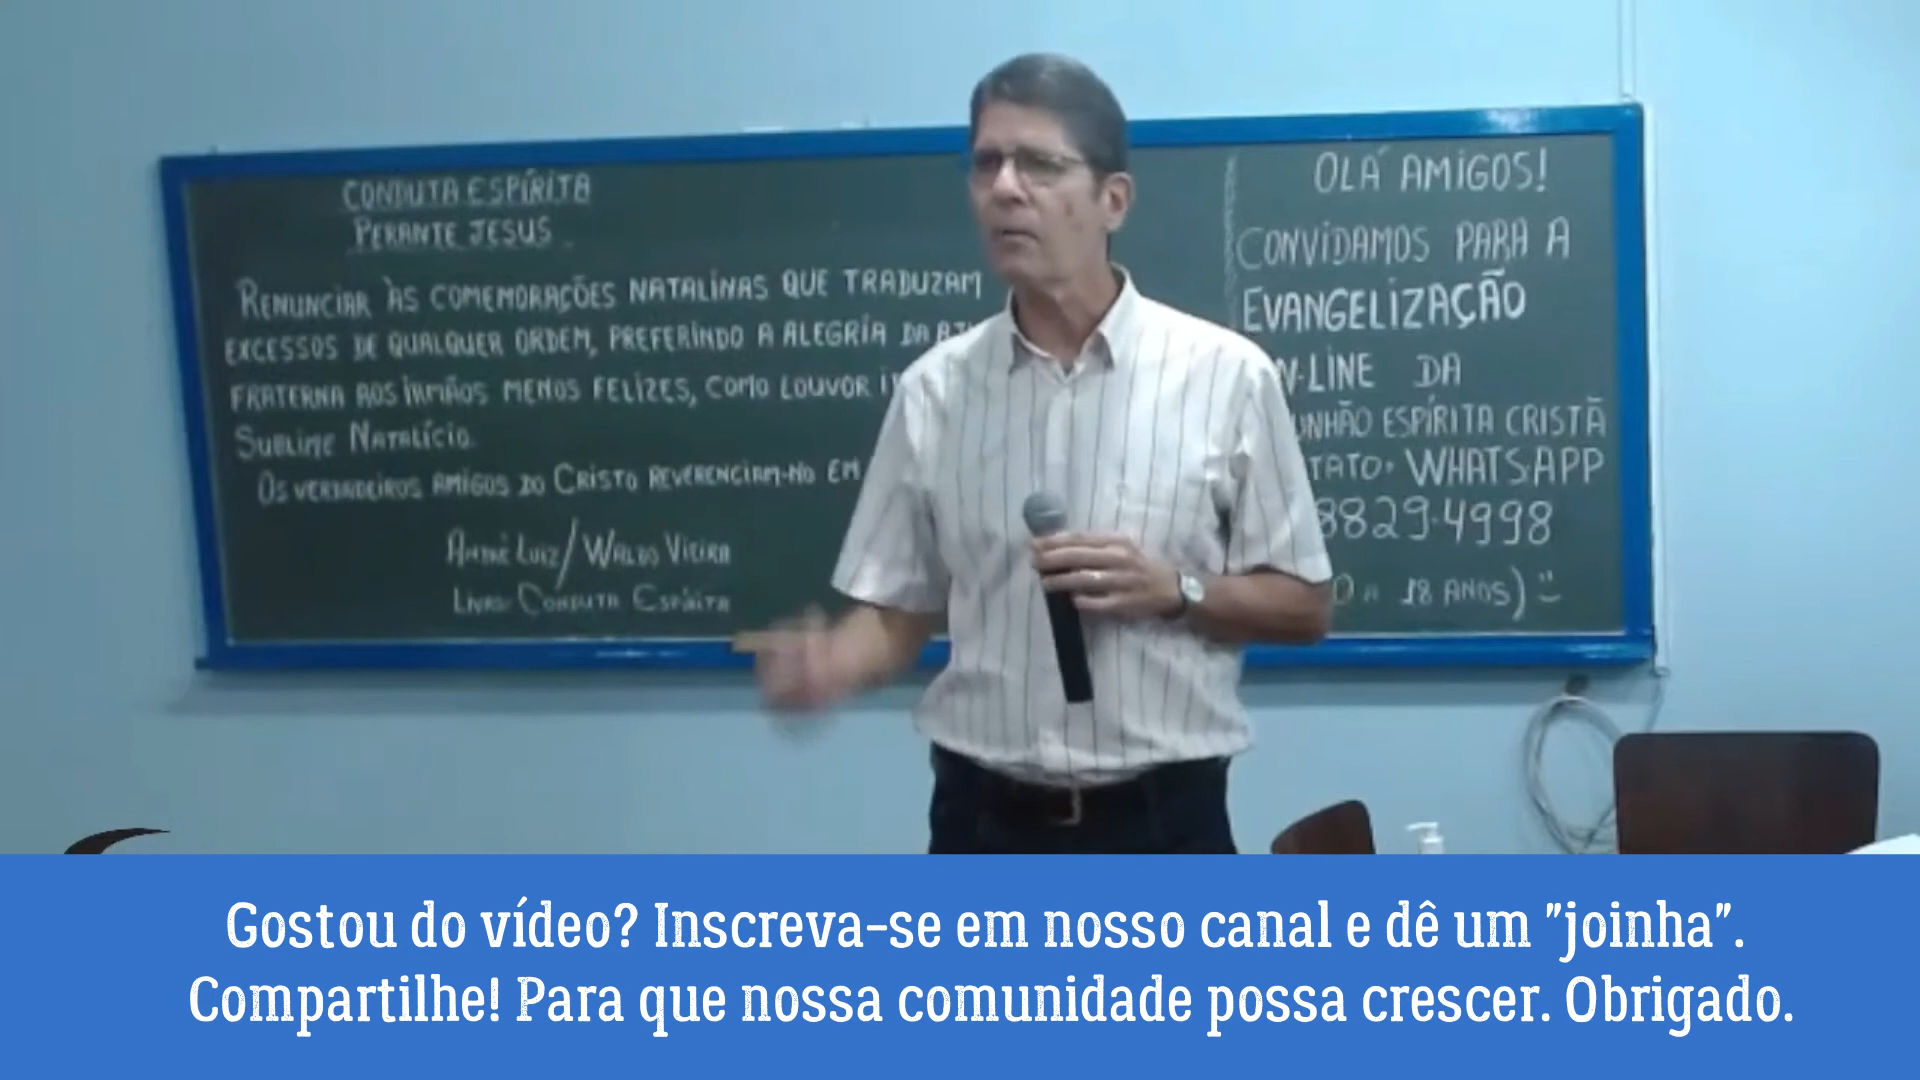 CONDUTA ESPÍRITA
PERANTE JESUS
RENUNCIAR ÀS COMEMORAÇÕES NATALINAS QUE TRADUZAM
EXCESSOS DE QUALQUER ORDEM, PREFERINDO A ALEGRIA DA
FRATERNA AOS IRMÃOS MENOS FELIZES, COMO LOUVOR
SUBLIME NATALÍCIO.
OS VERDADEIROS AMIGOS DO CRISTO REVERENCIAM-NO EM
ANDRÉ LUIZ/WALDO VIEIRA
LIVRO: CONDUTA ESPÍRITA
OLÁ AMIGOS!
CONVIDAMOS PARA A
EVANGELIZAÇÃO
N-LINE DA
UNHÃO ESPÍRITA CRISTÃ
TATO: WHATSAPP
8829-4998
18 ANOS)
Gostou do vídeo? Inscreva-se em nosso canal e dê um "joinha".
Compartilhe! Para que nossa comunidade possa crescer. Obrigado.